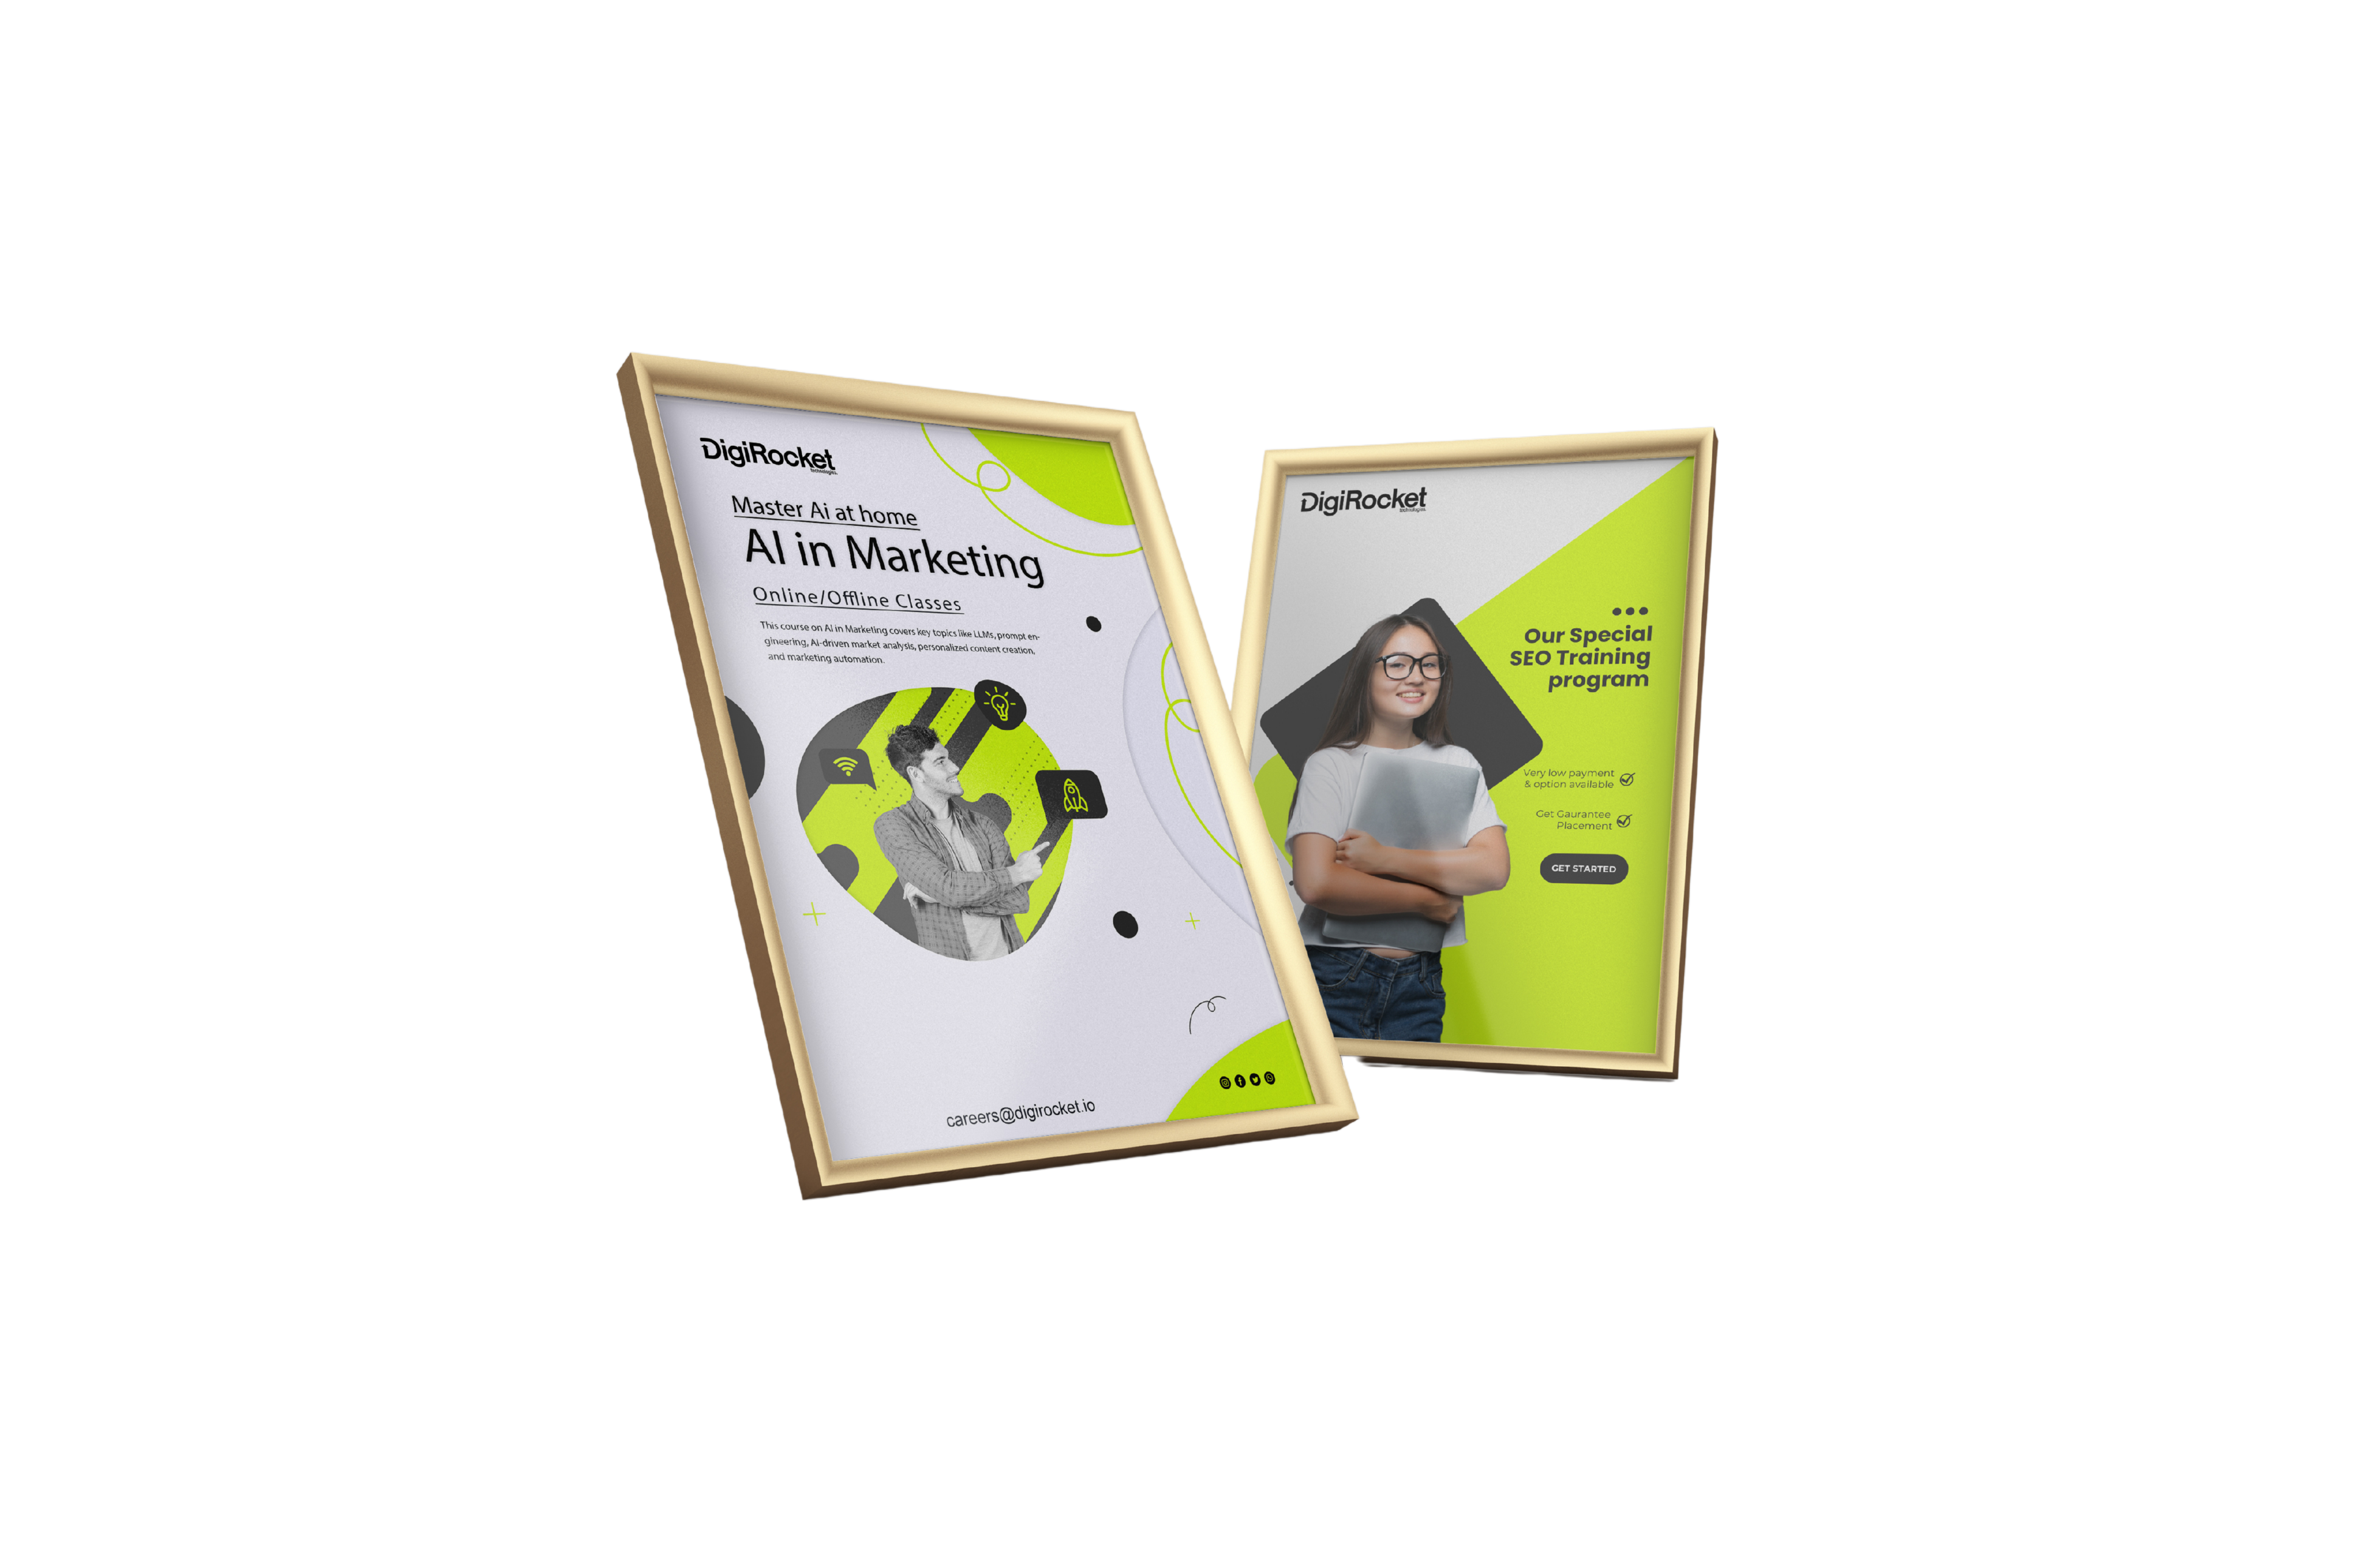 DigiRocket
Technologies
Master Ai at home
AI in Marketing
Online/Offline Classes
This course on AI in Marketing covers key topics like LLMs, prompt en-
gineering, AI-driven market analysis, personalized content creation,
and marketing automation.
careers@digirocket.io
DigiRocket
Technologies
Our Special
SEO Training
program
Very low payment
& option available
Get Gaurantee
Placement
GET STARTED